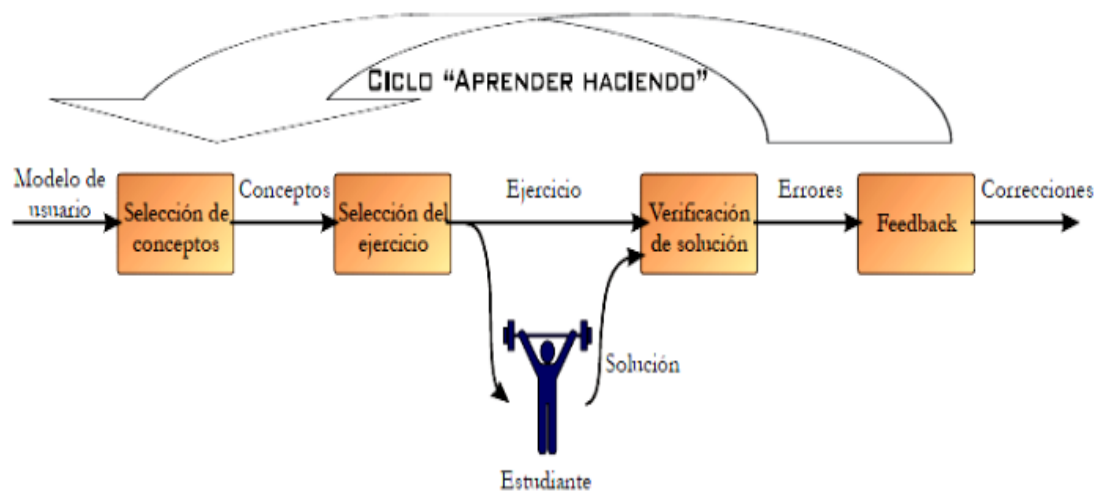 CICLO “APRENDER HACIENDO”
Modelo de
usuario
Selección de
conceptos
Conceptos
Selección del
ejercicio
Ejercicio
Verificación
de solución
Errores
Feedback
Correcciones
Solución
Estudiante